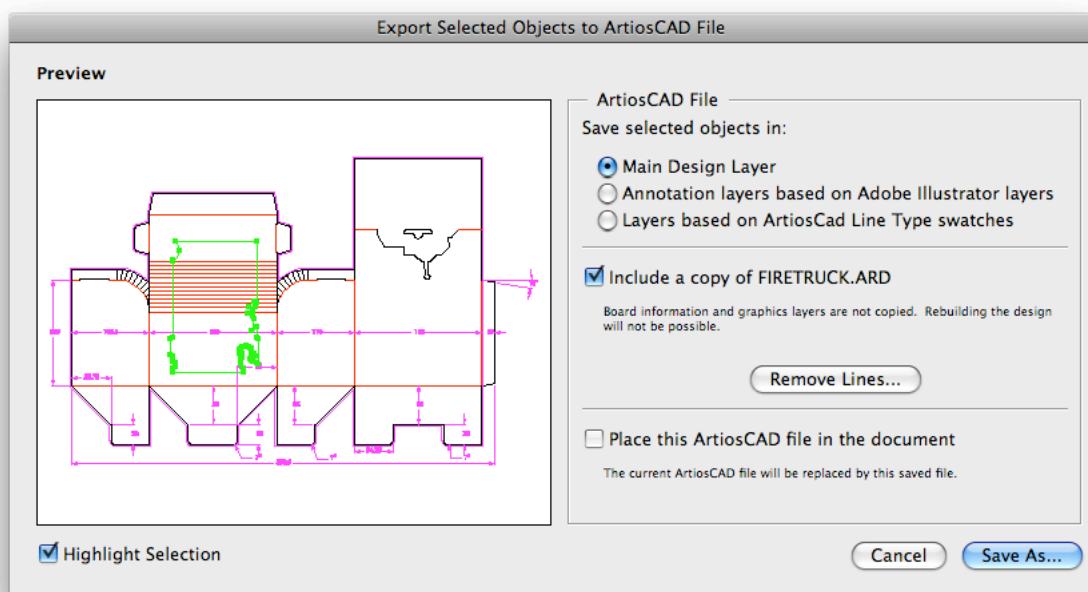 Export Selected Objects to ArtiosCAD File
Preview
ArtiosCAD File
Save selected objects in:
Main Design Layer
Annotation layers based on Adobe Illustrator layers
Layers based on ArtiosCad Line Type swatches
Include a copy of FIRETRUCK.ARD
Board information and graphics layers are not copied. Rebuilding the design
will not be possible.
Remove Lines...
Place this ArtiosCAD file in the document
The current ArtiosCAD file will be replaced by this saved file.
Highlight Selection
Cancel
Save As...